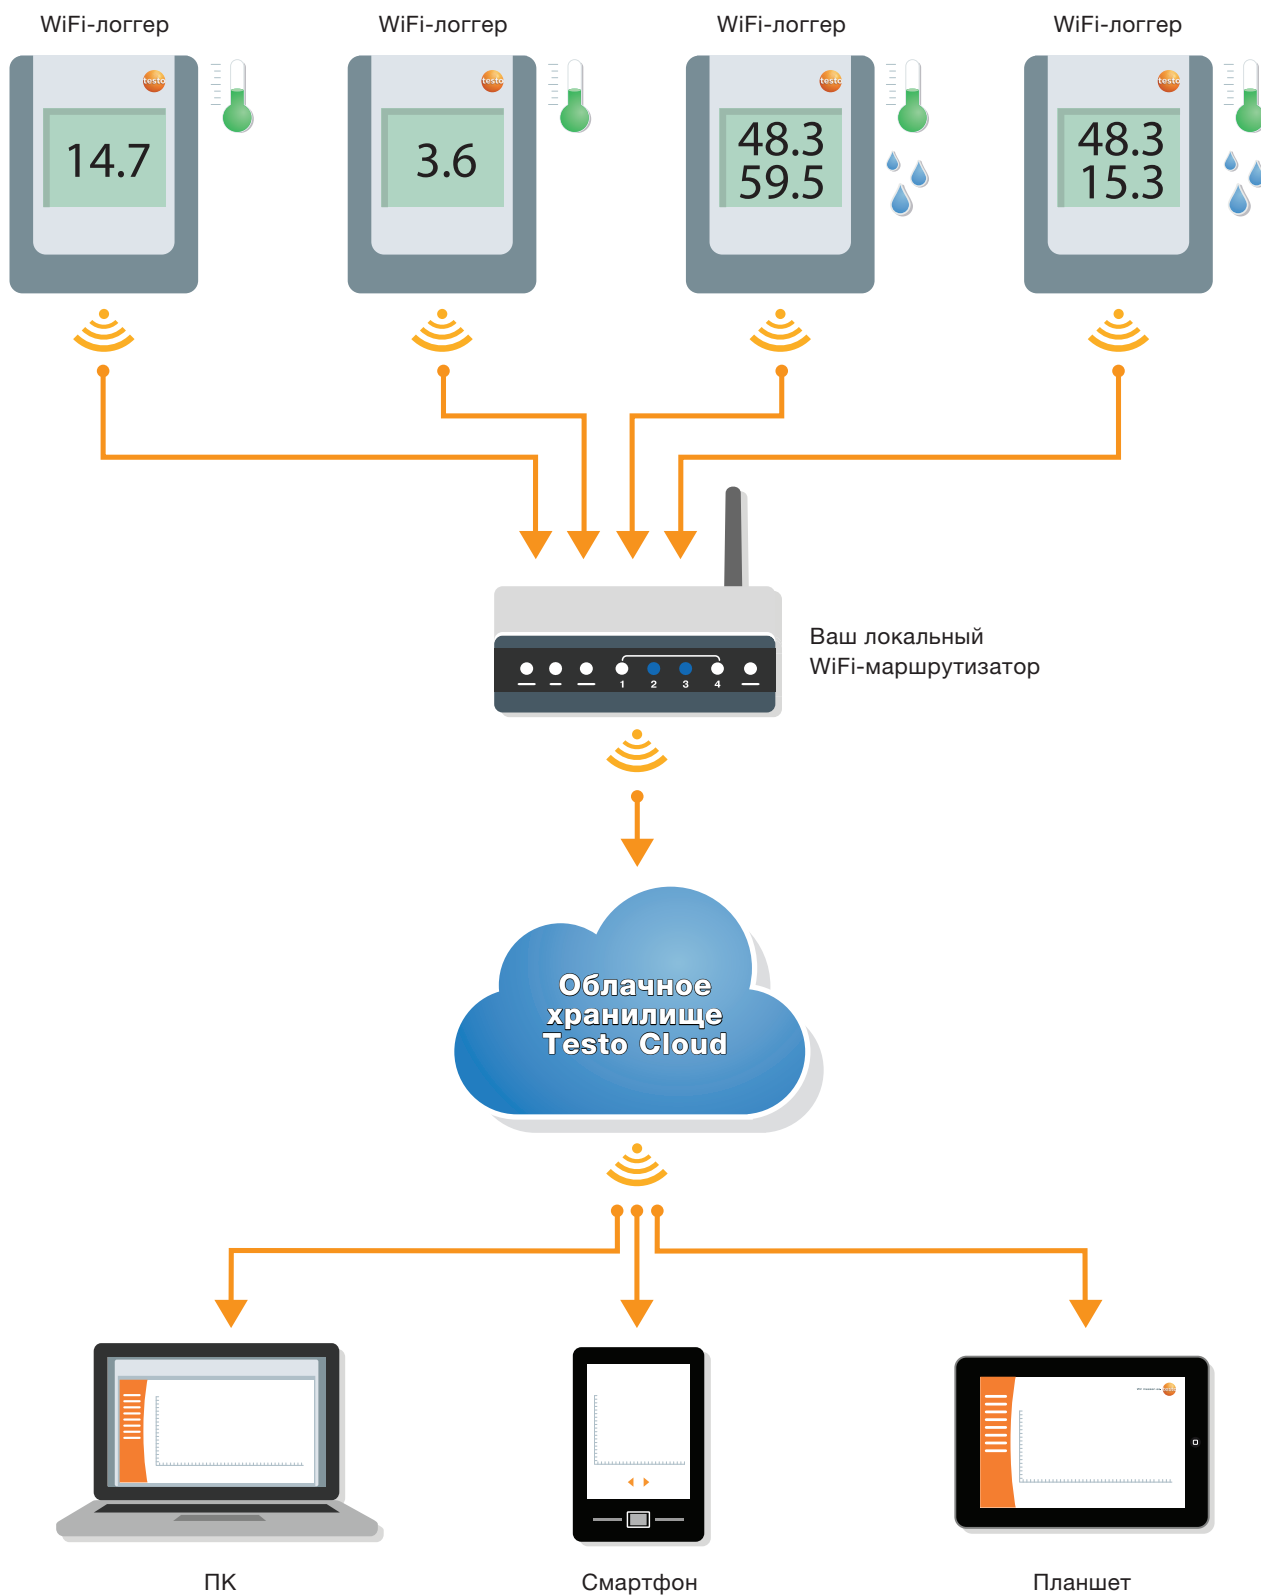 WiFi-логгер
WiFi-логгер
WiFi-логгер
WiFi-логгер
testo
testo
testo
testo
14.7
3.6
48.3
59.5
48.3
15.3
Ваш локальный
WiFi-маршрутизатор
1 2 3 4
Облачное
хранилище
Testo Cloud
ПК
Смартфон
Планшет